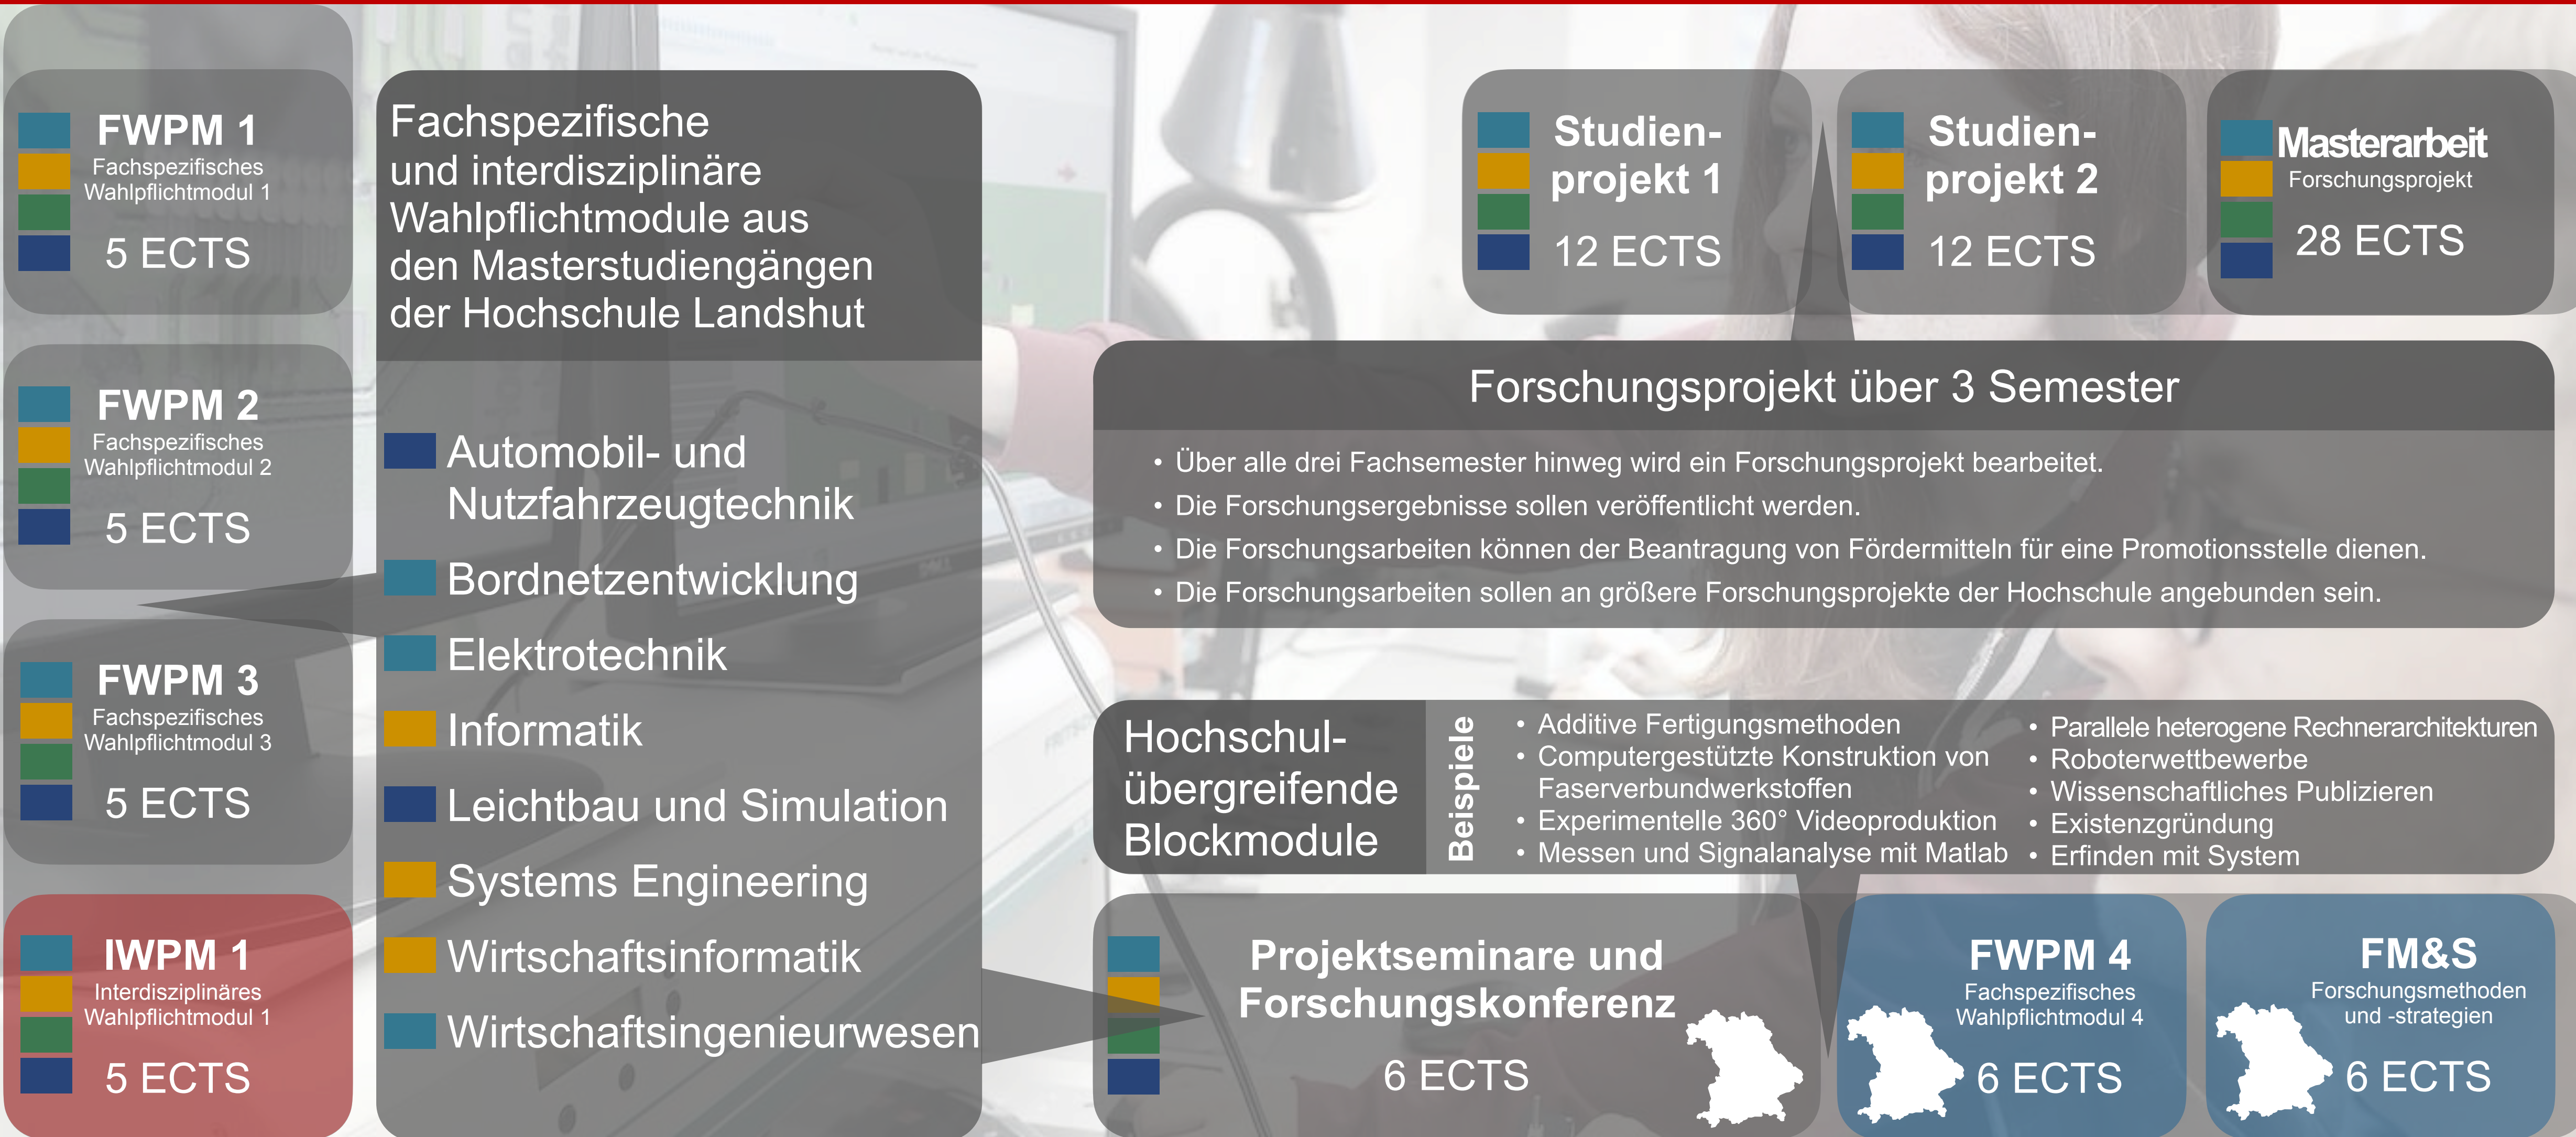 FWPM 1
Fachspezifisches
Wahlpflichtmodul 1
5 ECTS
FWPM 2
Fachspezifisches
Wahlpflichtmodul 2
5 ECTS
FWPM 3
Fachspezifisches
Wahlpflichtmodul 3
5 ECTS
IWPM 1
Interdisziplinäres
Wahlpflichtmodul 1
5 ECTS
Fachspezifische
und interdisziplinäre
Wahlpflichtmodule aus
den Masterstudiengängen
der Hochschule Landshut
Automobil- und
Nutzfahrzeugtechnik
Bordnetzentwicklung
Elektrotechnik
Informatik
Leichtbau und Simulation
Systems Engineering
Wirtschaftsinformatik
Wirtschaftsingenieurwesen
Studien-
projekt 1
12 ECTS
Studien-
projekt 2
12 ECTS
Masterarbeit
Forschungsprojekt
28 ECTS
Forschungsprojekt über 3 Semester
• Über alle drei Fachsemester hinweg wird ein Forschungsprojekt bearbeitet.
• Die Forschungsergebnisse sollen veröffentlicht werden.
• Die Forschungsarbeiten können der Beantragung von Fördermitteln für eine Promotionsstelle dienen.
• Die Forschungsarbeiten sollen an größere Forschungsprojekte der Hochschule angebunden sein.
Hochschul-
übergreifende
Blockmodule
Beispiele
• Additive Fertigungsmethoden
• Computergestützte Konstruktion von
Faserverbundwerkstoffen
• Experimentelle 360° Videoproduktion
• Messen und Signalanalyse mit Matlab
• Parallele heterogene Rechnerarchitekturen
• Roboterwettbewerbe
• Wissenschaftliches Publizieren
• Existenzgründung
• Erfinden mit System
Projektseminare und
Forschungskonferenz
6 ECTS
FWPM 4
Fachspezifisches
Wahlpflichtmodul 4
6 ECTS
FM&S
Forschungsmethoden
und -strategien
6 ECTS